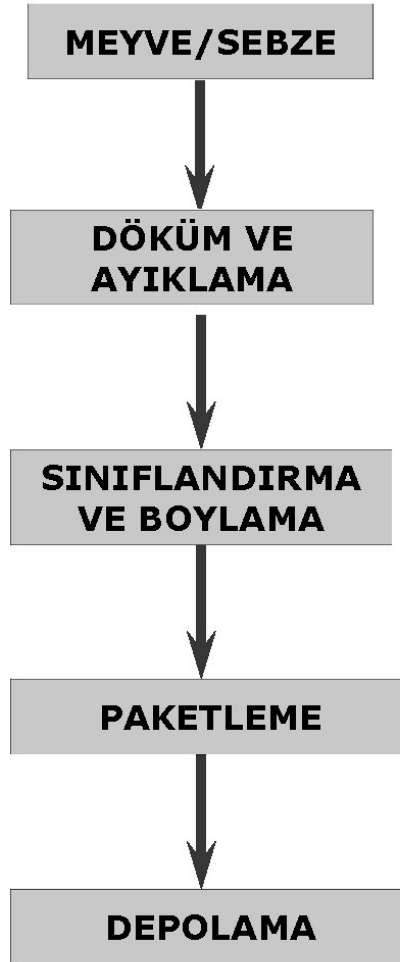 MEYVE/SEBZE
DÖKÜM VE
AYIKLAMA
SINIFLANDIRMA
VE BOYLAMA
PAKETLEME
DEPOLAMA